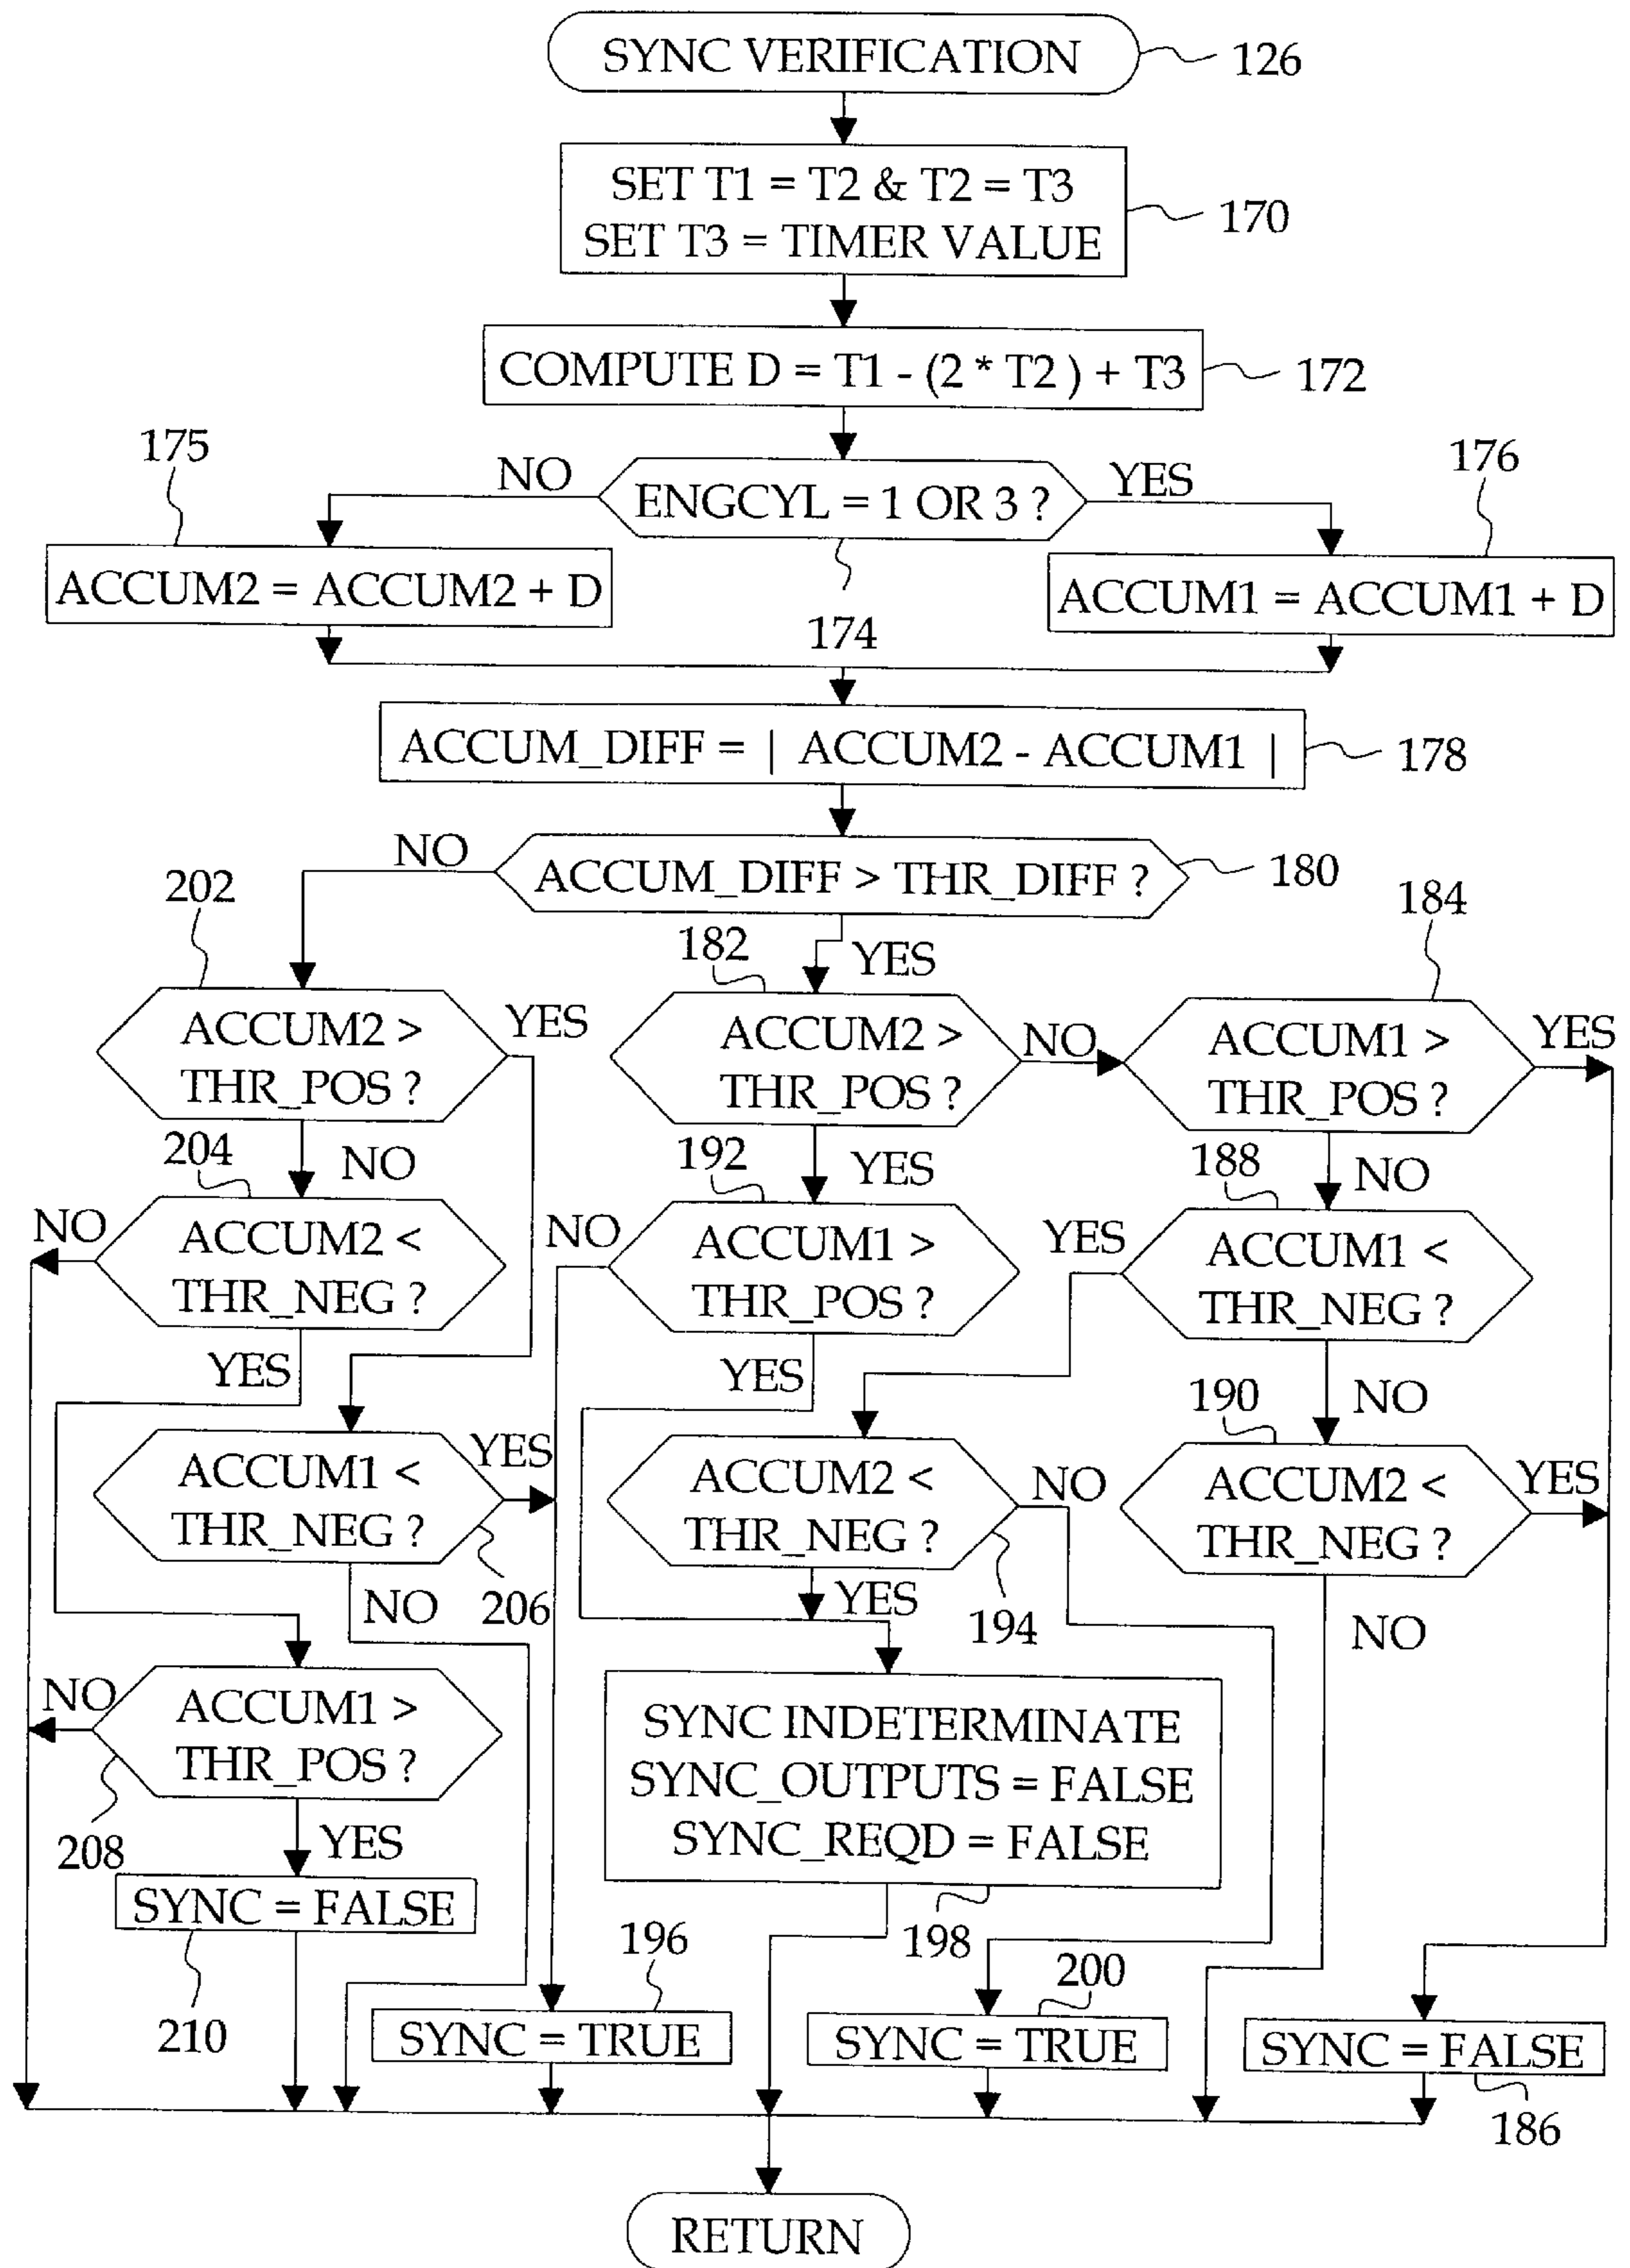 SYNC VERIFICATION
126
SET T1 = T2 & T2 = T3
SET T3 = TIMER VALUE
170
COMPUTE D = T1 - (2 * T2 ) + T3
172
175
NO
ENGCYL = 1 OR 3 ?
YES
176
ACCUM2 = ACCUM2 + D
174
ACCUM1 = ACCUM1 + D
ACCUM_DIFF = | ACCUM2 - ACCUM1 |
178
NO
ACCUM_DIFF > THR_DIFF ?
180
202
182
YES
184
ACCUM2 >
THR_POS ?
YES
ACCUM2 >
THR_POS ?
NO
ACCUM1 >
THR_POS ?
YES
204
NO
192
YES
188
NO
NO
ACCUM2 <
THR_NEG ?
NO
ACCUM1 >
THR_POS ?
YES
ACCUM1 <
THR_NEG ?
YES
YES
190
NO
ACCUM1 <
THR_NEG ?
YES
206
ACCUM2 <
THR_NEG ?
NO
194
ACCUM2 <
THR_NEG ?
YES
NO
YES
NO
NO
ACCUM1 >
THR_POS ?
208
YES
SYNC INDETERMINATE
SYNC_OUTPUTS = FALSE
SYNC_REQD = FALSE
198
SYNC = FALSE
210
196
SYNC = TRUE
200
SYNC = TRUE
SYNC = FALSE
186
RETURN